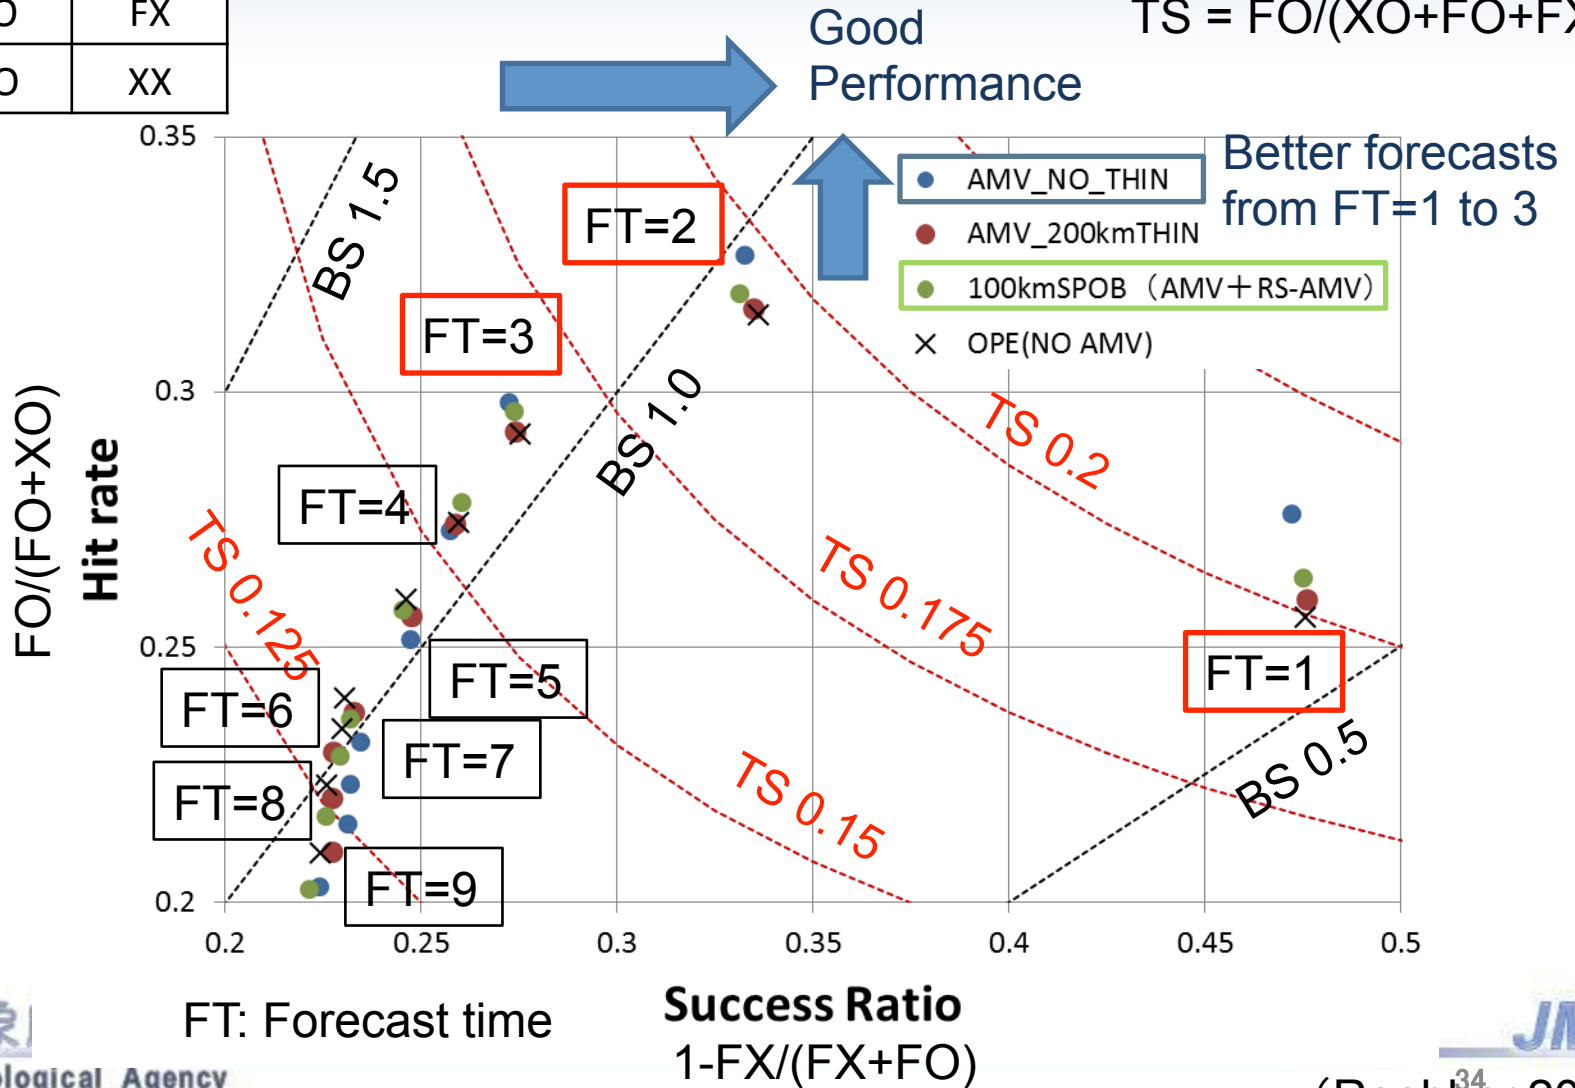 FX
XX
Good
Performance
TS = FO/(XO+FO+FX
Better forecasts
from FT=1 to 3
AMV_NO_THIN
AMV_200kmTHIN
100kmSPOB（AMV＋RS-AMV）
OPE(NO AMV)
0.35
0.3
0.25
0.2
FO/(FO+XO)
Hit rate
BS 1.5
BS 1.0
BS 0.5
TS 0.2
TS 0.175
TS 0.15
TS 0.125
FT=2
FT=3
FT=4
FT=1
FT=5
FT=6
FT=7
FT=8
FT=9
0.2
0.25
0.3
0.35
0.4
0.45
0.5
FT: Forecast time
Success Ratio
1-FX/(FX+FO)
Agency
34